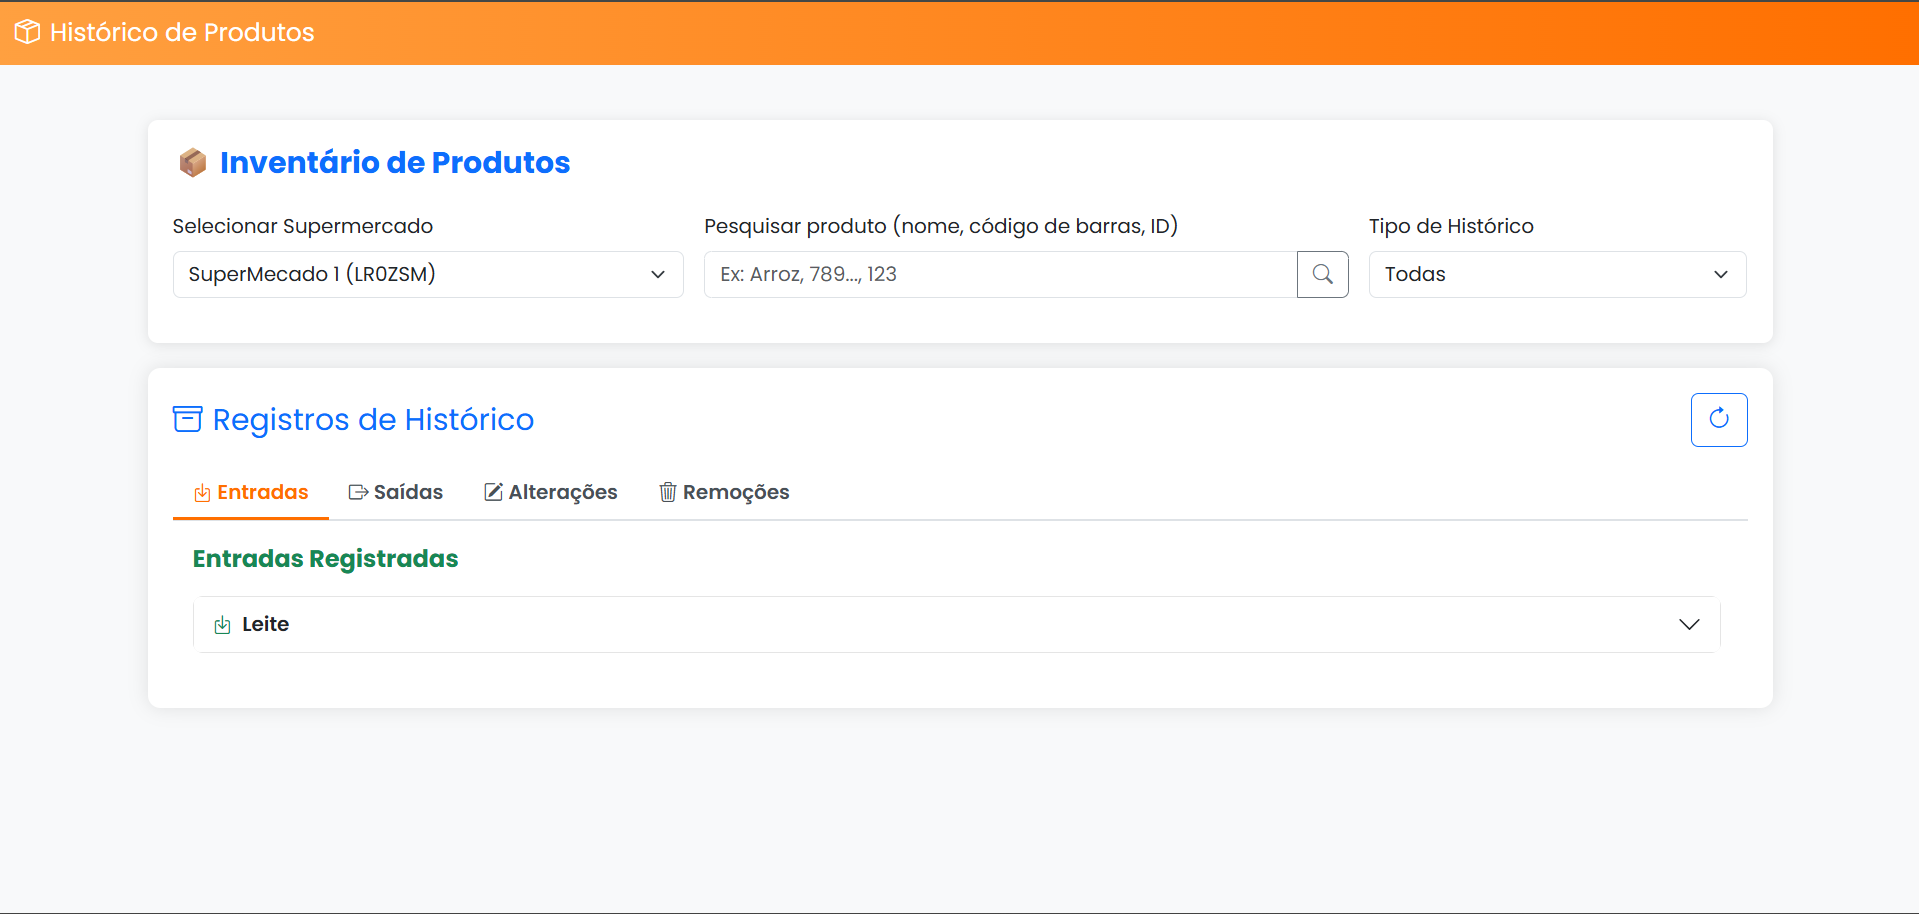 Histórico de Produtos
Inventário de Produtos
Selecionar Supermercado
SuperMecado 1 (LR0ZSM)
Pesquisar produto (nome, código de barras, ID)
Ex: Arroz, 789..., 123
Tipo de Histórico
Todas
Registros de Histórico
Entradas Saídas Alterações Remoções
Entradas Registradas
Leite